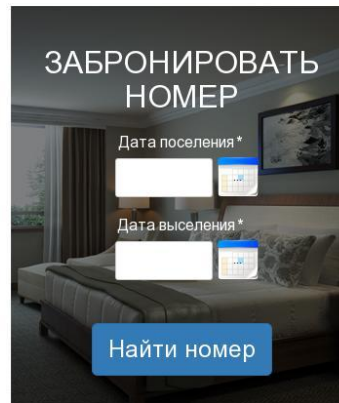 ЗАБРОНИРОВАТЬ
НОМЕР
Дата поселения*
Дата выселения*
Найти номер